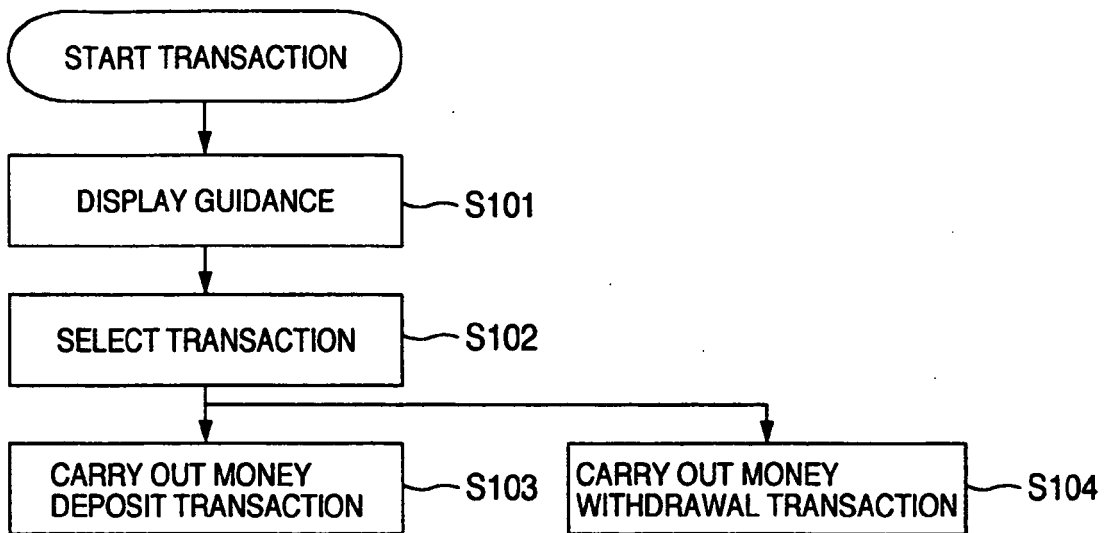 START TRANSACTION
DISPLAY GUIDANCE
S101
SELECT TRANSACTION
S102
CARRY OUT MONEY
DEPOSIT TRANSACTION
S103
CARRY OUT MONEY
WITHDRAWAL TRANSACTION
S104